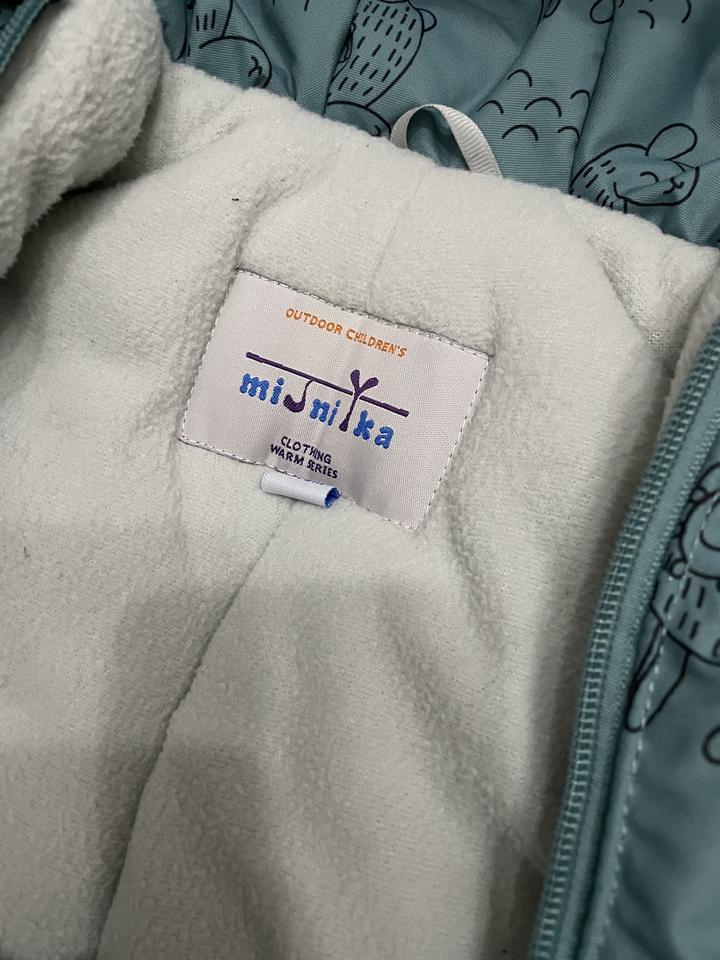 OUTDOOR CHILDREN'S
mijniYka
CLOTHING
WARM SERIES